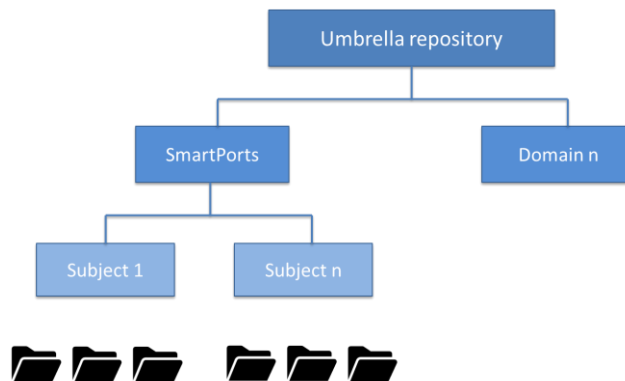 Umbrella repository
SmartPorts
Domain n
Subject 1
Subject n